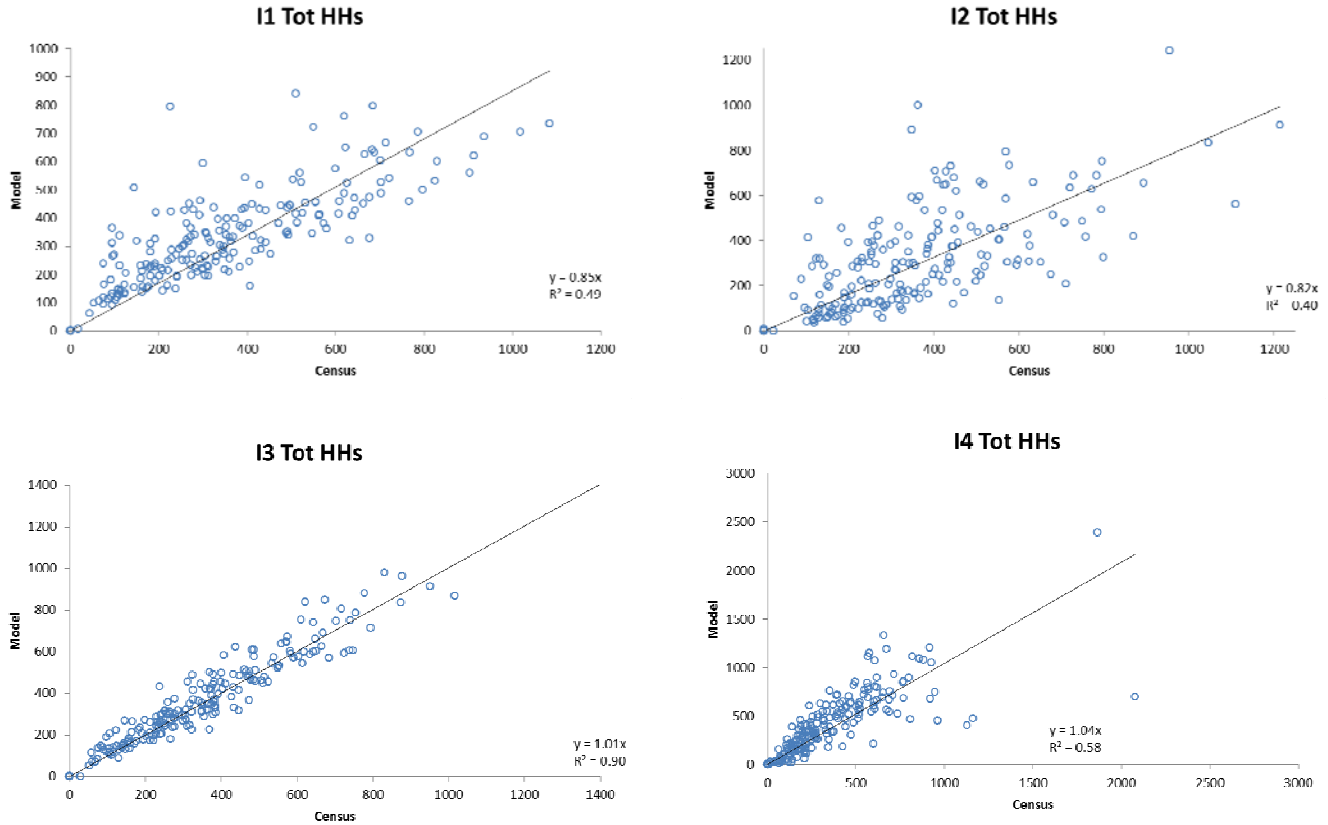 I1 Tot HHs
1000
900
800
700
600
500
400
300
200
100
0
Model
0 200 400 600 800 1000 1200
Census
y = 0.85x
R² = 0.49
I2 Tot HHs
1200
1000
800
600
400
200
0
Model
0 200 400 600 800 1000 1200
Census
y = 0.82x
R² 0.40
I3 Tot HHs
1400
1200
1000
800
600
400
200
0
Model
0 200 400 600 800 1000 1200 1400
Census
y = 1.01x
R² = 0.90
I4 Tot HHs
3000
2500
2000
1500
1000
500
0
Model
0 500 1000 1500 2000 2500 3000
Census
y = 1.04x
R² – 0.58